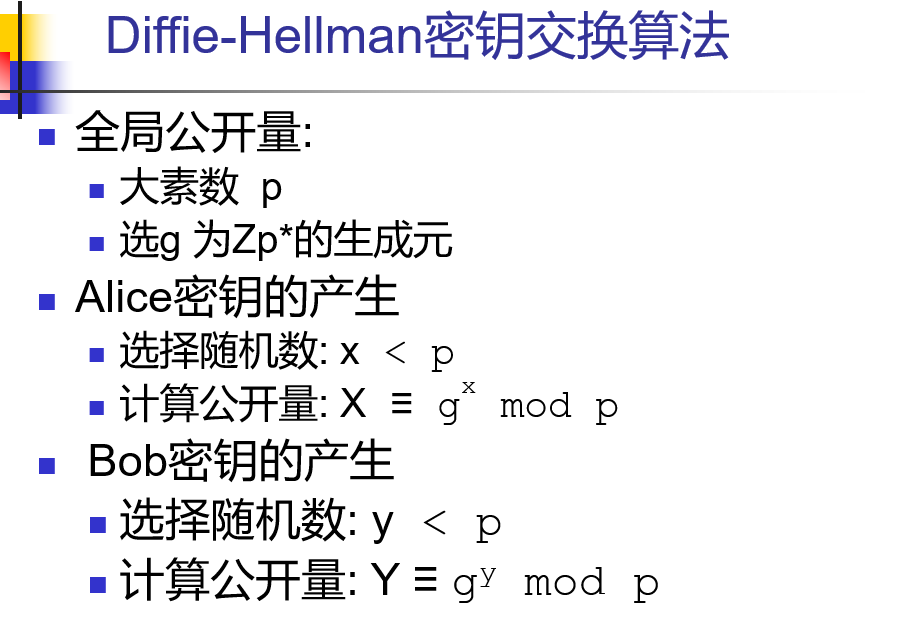 Diffie-Hellman密钥交换算法
全局公开量:
大素数 p
选g 为Zp*的生成元
Alice密钥的产生
选择随机数: x < p
计算公开量: X ≡ gˣ mod p
Bob密钥的产生
选择随机数: y < p
计算公开量: Y ≡ gʸ mod p